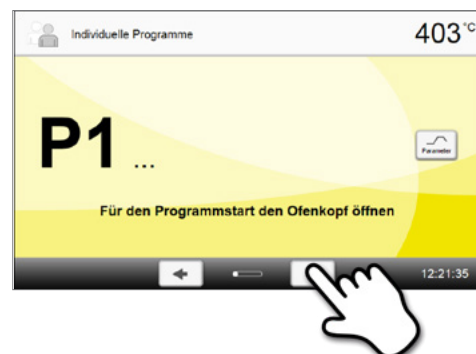 Individuelle Programme
403 °C
P1 ...
Parameter
Für den Programmstart den Ofenkopf öffnen
12:21:35